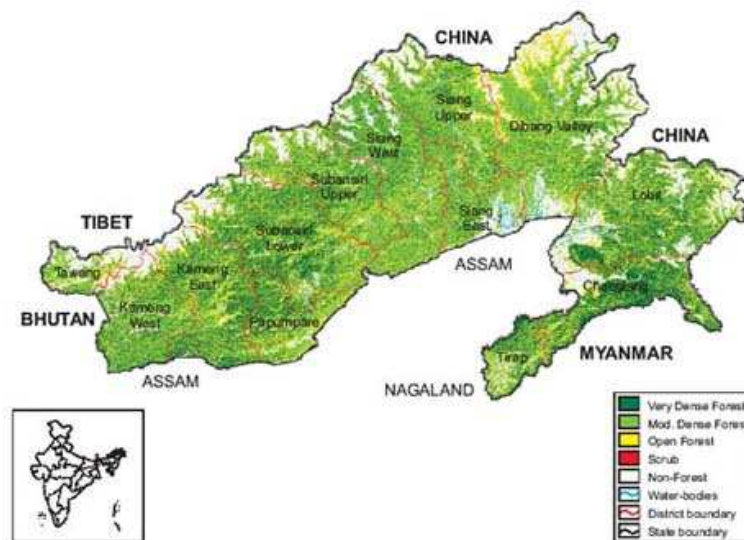 CHINA
Siang
Upper
Dibang Valley
Siang
West
CHINA
Subansiri
Upper
Lohit
TIBET
Subansiri
Lower
Siang
East
Tawang
Kameng
East
ASSAM
Changlang
Kameng
West
BHUTAN
Papumpare
Tirap
MYANMAR
ASSAM
NAGALAND
Very Dense Forest
Mod. Dense Forest
Open Forest
Scrub
Non-Forest
Water-bodies
District boundary
State boundary